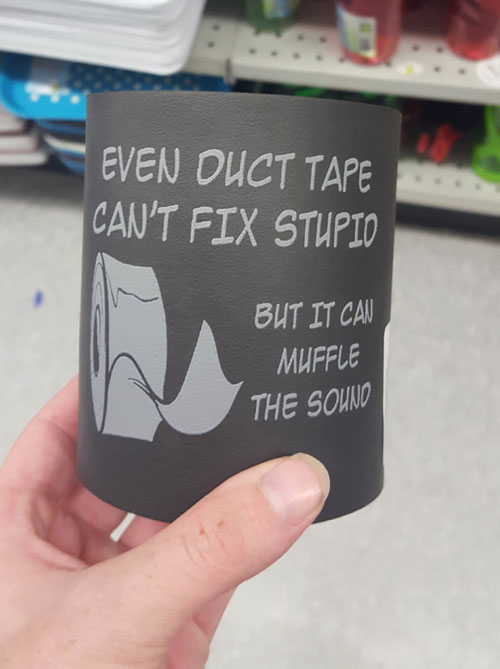 EVEN DUCT TAPE
CAN'T FIX STUPID
BUT IT CAN
MUFFLE
THE SOUND